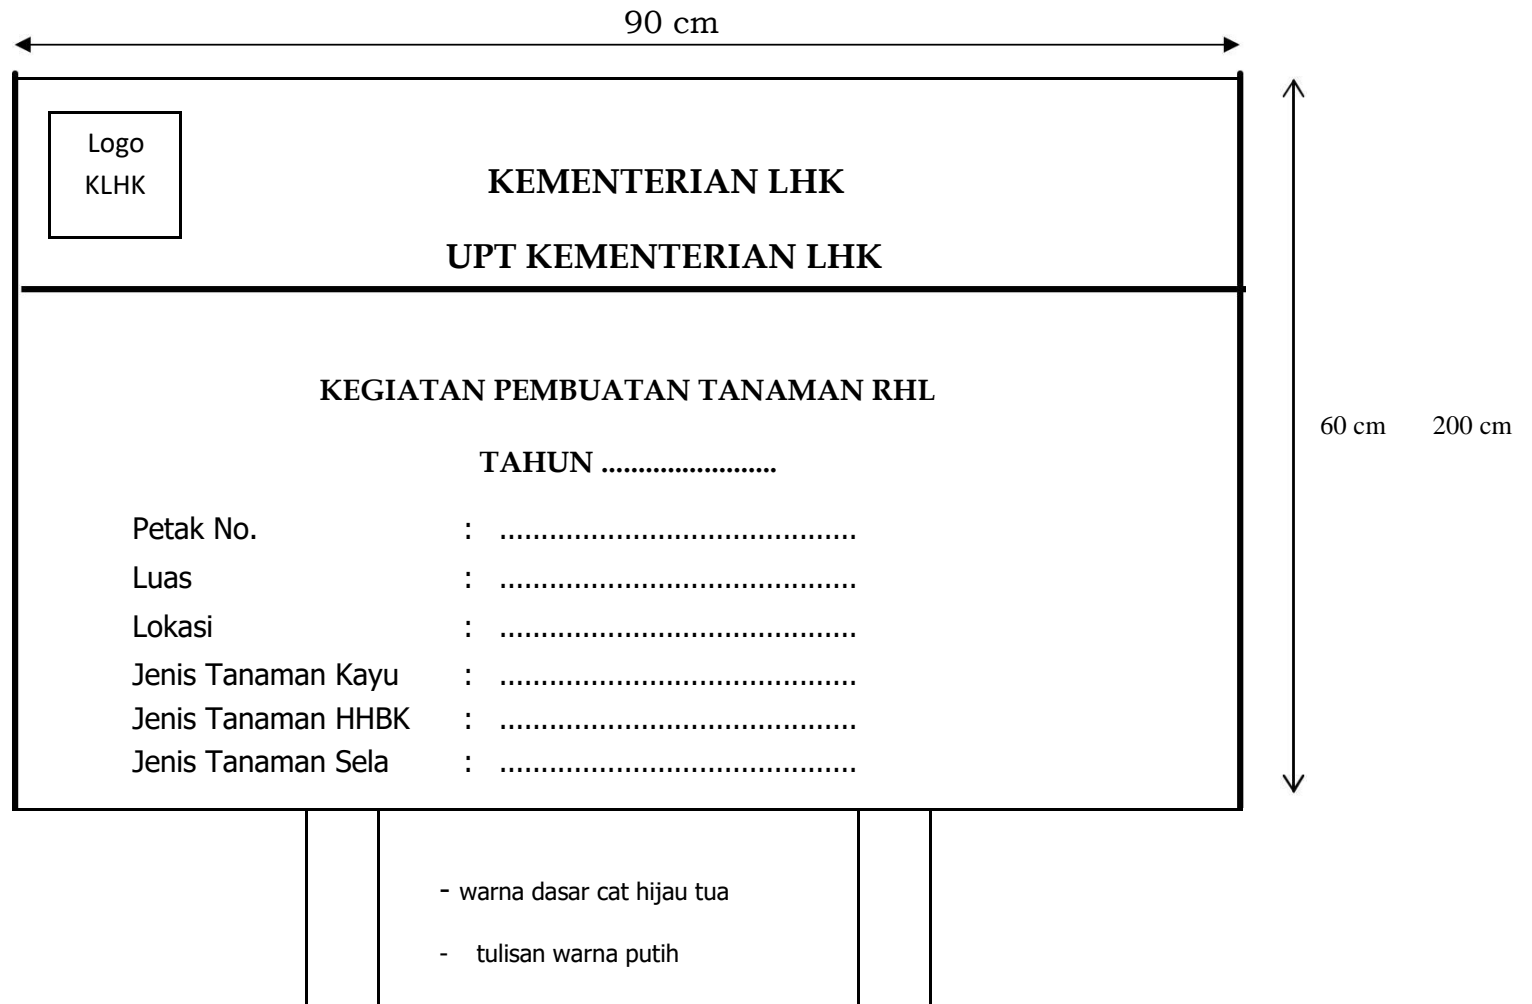 90 cm
Logo
KLHK
KEMENTERIAN LHK
UPT KEMENTERIAN LHK
KEGIATAN PEMBUATAN TANAMAN RHL
TAHUN ........................
60 cm 200 cm
Petak No. : ...........................................
Luas : ...........................................
Lokasi : ...........................................
Jenis Tanaman Kayu : ...........................................
Jenis Tanaman HHBK : ...........................................
Jenis Tanaman Sela : ...........................................
- warna dasar cat hijau tua
- tulisan warna putih